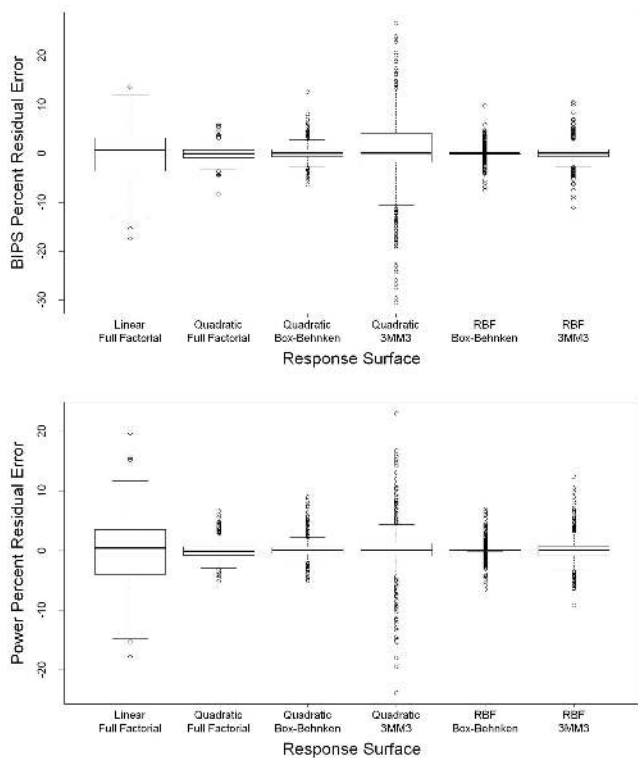 BIPS Percent Residual Error
20
10
0
-10
-20
-30
Linear Quadratic Quadratic Quadratic RBF RBF
Full Factorial Full Factorial Box-Behnken 3MM3 Box-Behnken 3MM3
Response Surface
Power Percent Residual Error
20
10
0
-10
-20
Linear Quadratic Quadratic Quadratic RBF RBF
Full Factorial Full Factorial Box-Behnken 3MM3 Box-Behnken 3MM3
Response Surface